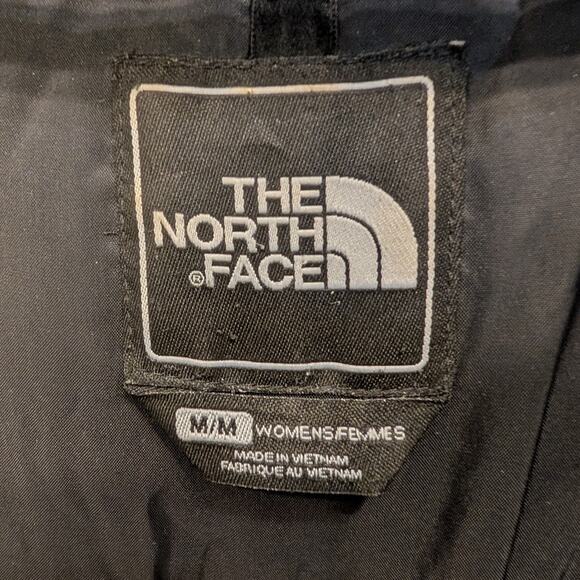 THE
NORTH
®FACE
M/M WOMENS/FEMMES
MADE IN VIETNAM
FABRIQUE AU VIETNAM